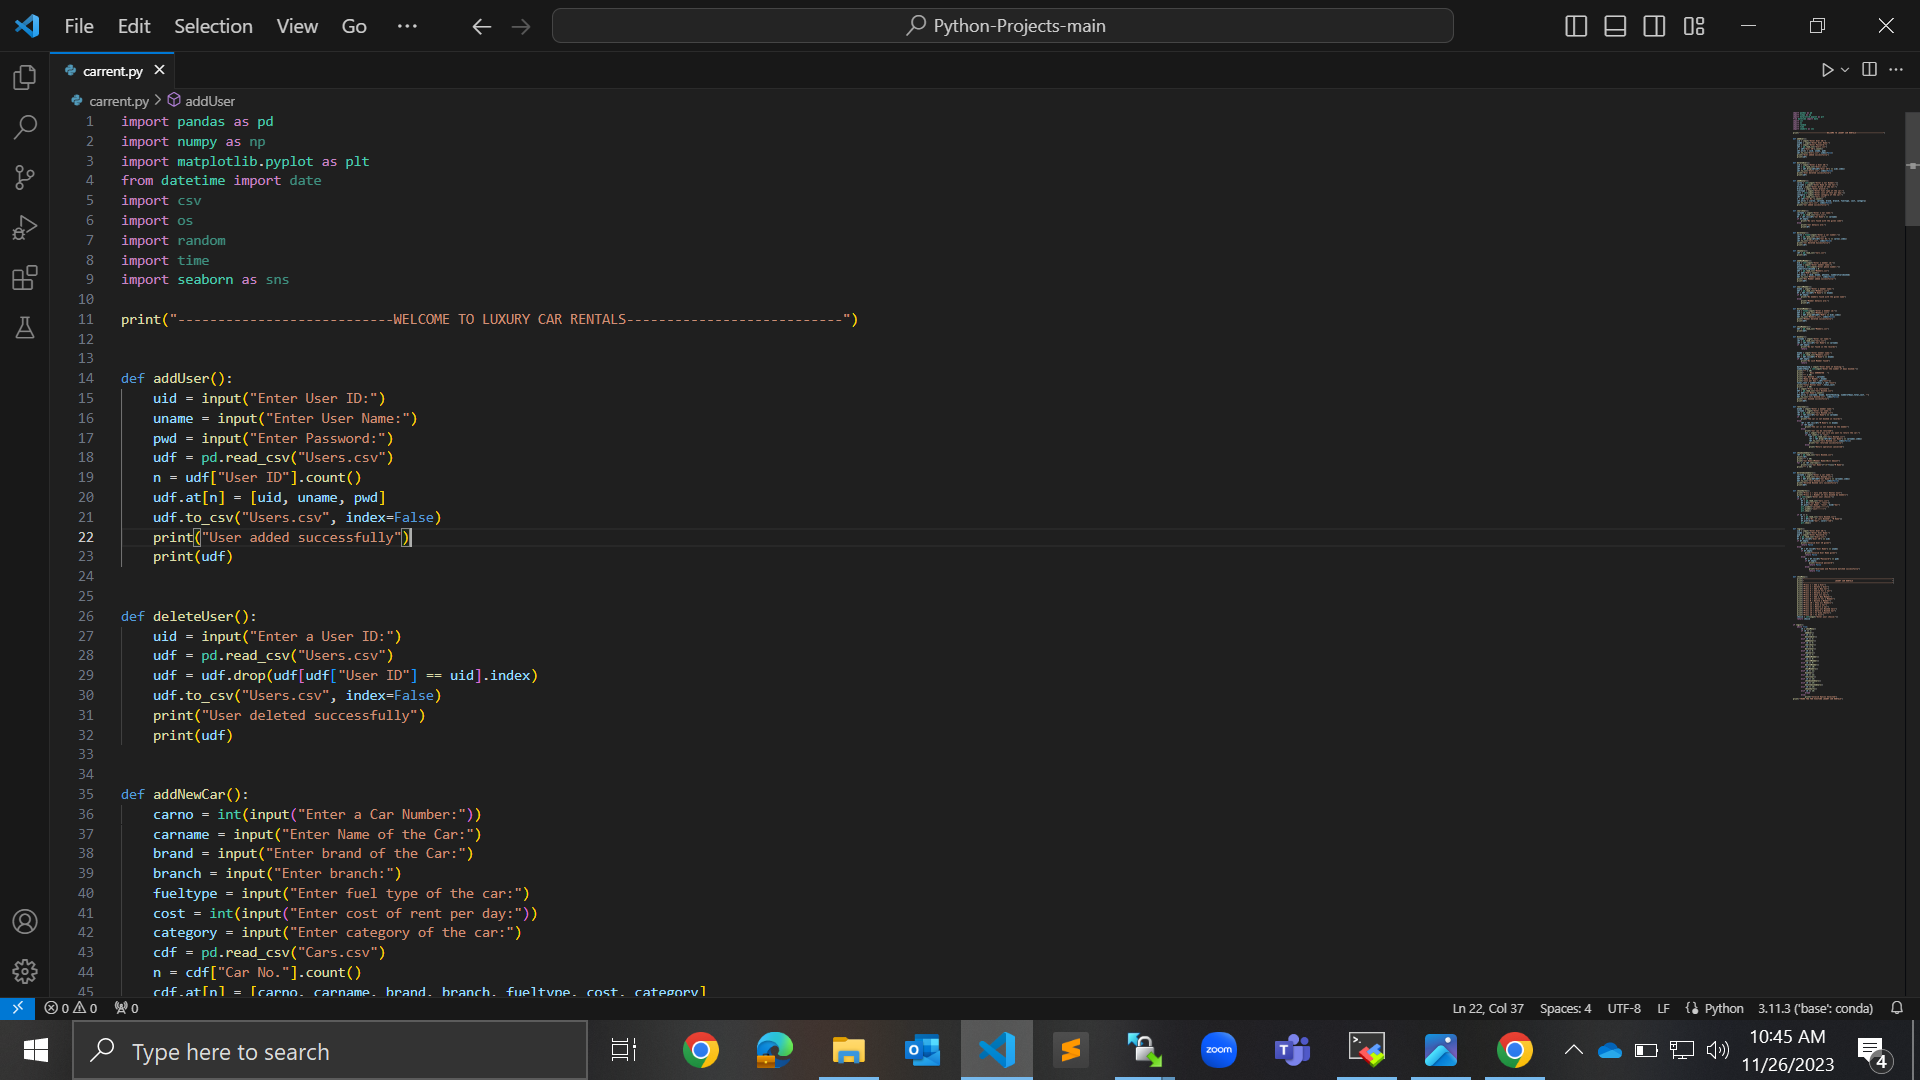 File Edit Selection View Go ··· Python-Projects-main
carrent.py
carrent.py > addUser
1 import pandas as pd
2 import numpy as np
3 import matplotlib.pyplot as plt
4 from datetime import date
5 import csv
6 import os
7 import random
8 import time
9 import seaborn as sns
10
11 print("---------------------------WELCOME TO LUXURY CAR RENTALS---------------------------")
12
13
14 def addUser():
15 uid = input("Enter User ID:")
16 uname = input("Enter User Name:")
17 pwd = input("Enter Password:")
18 udf = pd.read_csv("Users.csv")
19 n = udf["User ID"].count()
20 udf.at[n] = [uid, uname, pwd]
21 udf.to_csv("Users.csv", index=False)
22 print("User added successfully")
23 print(udf)
24
25
26 def deleteUser():
27 uid = input("Enter a User ID:")
28 udf = pd.read_csv("Users.csv")
29 udf = udf.drop(udf[udf["User ID"] == uid].index)
30 udf.to_csv("Users.csv", index=False)
31 print("User deleted successfully")
32 print(udf)
33
34
35 def addNewCar():
36 carno = int(input("Enter a Car Number:"))
37 carname = input("Enter Name of the Car:")
38 brand = input("Enter brand of the Car:")
39 branch = input("Enter branch:")
40 fueltype = input("Enter fuel type of the car:")
41 cost = int(input("Enter cost of rent per day:"))
42 category = input("Enter category of the car:")
43 cdf = pd.read_csv("Cars.csv")
44 n = cdf["Car No."].count()
45 cdf.at[n] = [carno, carname, brand, branch, fueltype, cost, category]
0 0 0 Ln 22, Col 37 Spaces: 4 UTF-8 LF {} Python 3.11.3 ('base': conda)
Type here to search zoom 10:45 AM
11/26/2023 4